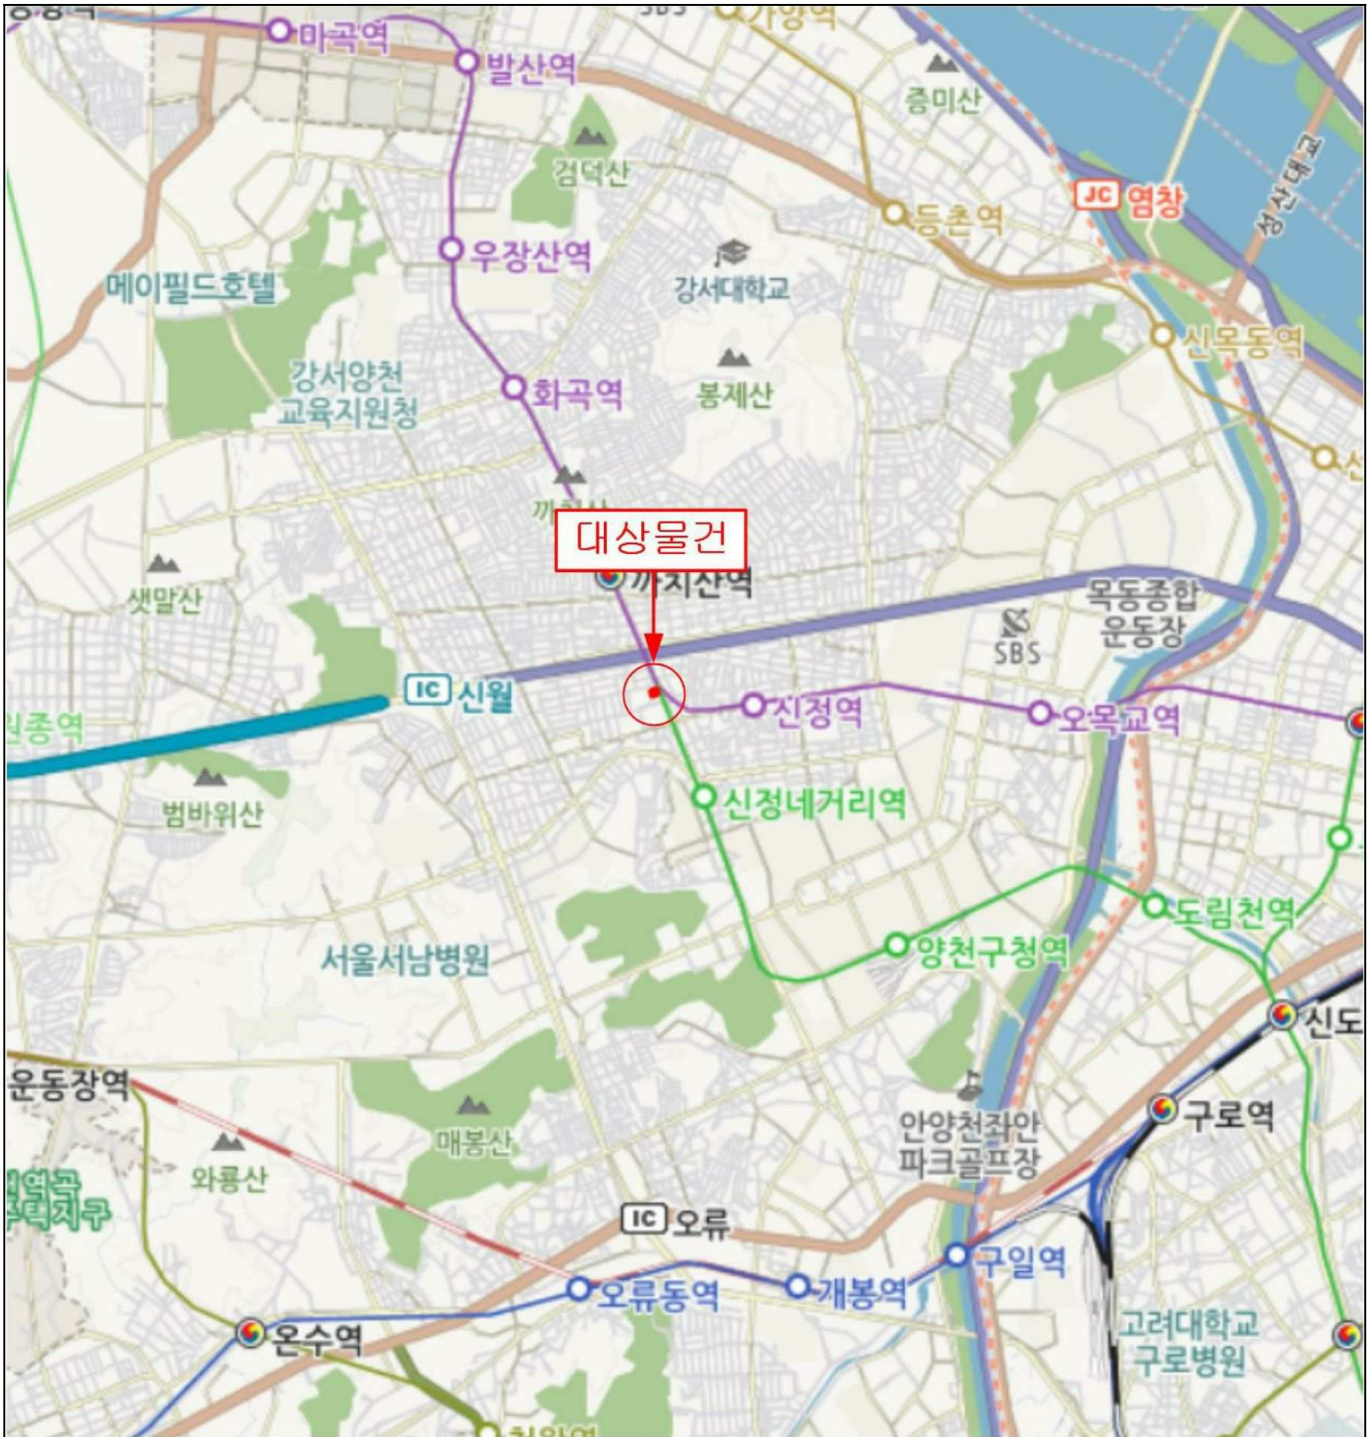 마곡역
발산역
가양역
증미산
검덕산
JC 염창
성산대교
등촌역
우장산역
강서대학교
메이필드호텔
신목동역
강서양천
교육지원청
화곡역
봉제산
대상물건
까치산역
샛말산
목동종합
운동장
SBS
IC 신월
원종역
신정역
오목교역
범바위산
신정네거리역
도림천역
양천구청역
서울서남병원
신도
운동장역
매봉산
안양천좌안
파크골프장
구로역
와룡산
IC 오류
구일역
오류동역
개봉역
온수역
고려대학교
구로병원